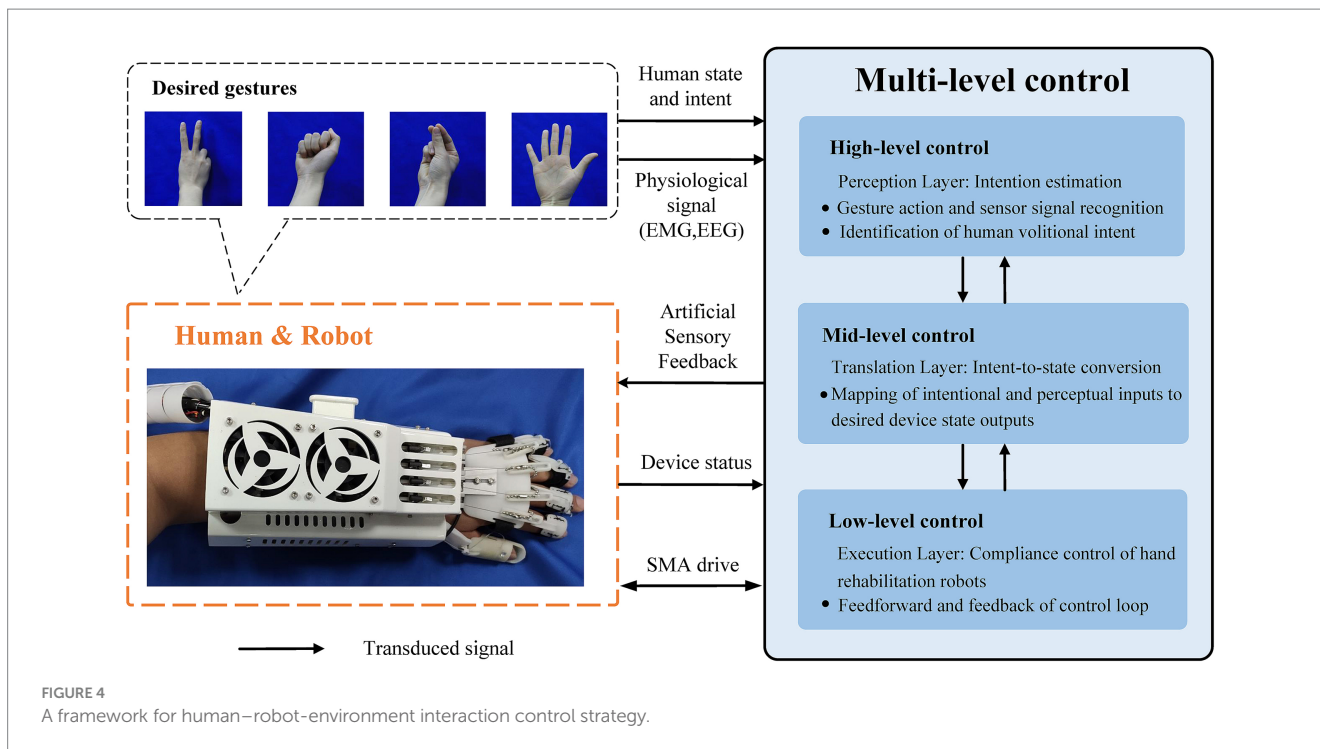 Desired gestures
Human state
and intent
Physiological
signal
(EMG,EEG)
Human & Robot
Artificial
Sensory
Feedback
Device status
SMA drive
Transduced signal
Multi-level control
High-level control
Perception Layer: Intention estimation
• Gesture action and sensor signal recognition
• Identification of human volitional intent
Mid-level control
Translation Layer: Intent-to-state conversion
• Mapping of intentional and perceptual inputs to
desired device state outputs
Low-level control
Execution Layer: Compliance control of hand
rehabilitation robots
• Feedforward and feedback of control loop
FIGURE 4
A framework for human–robot-environment interaction control strategy.